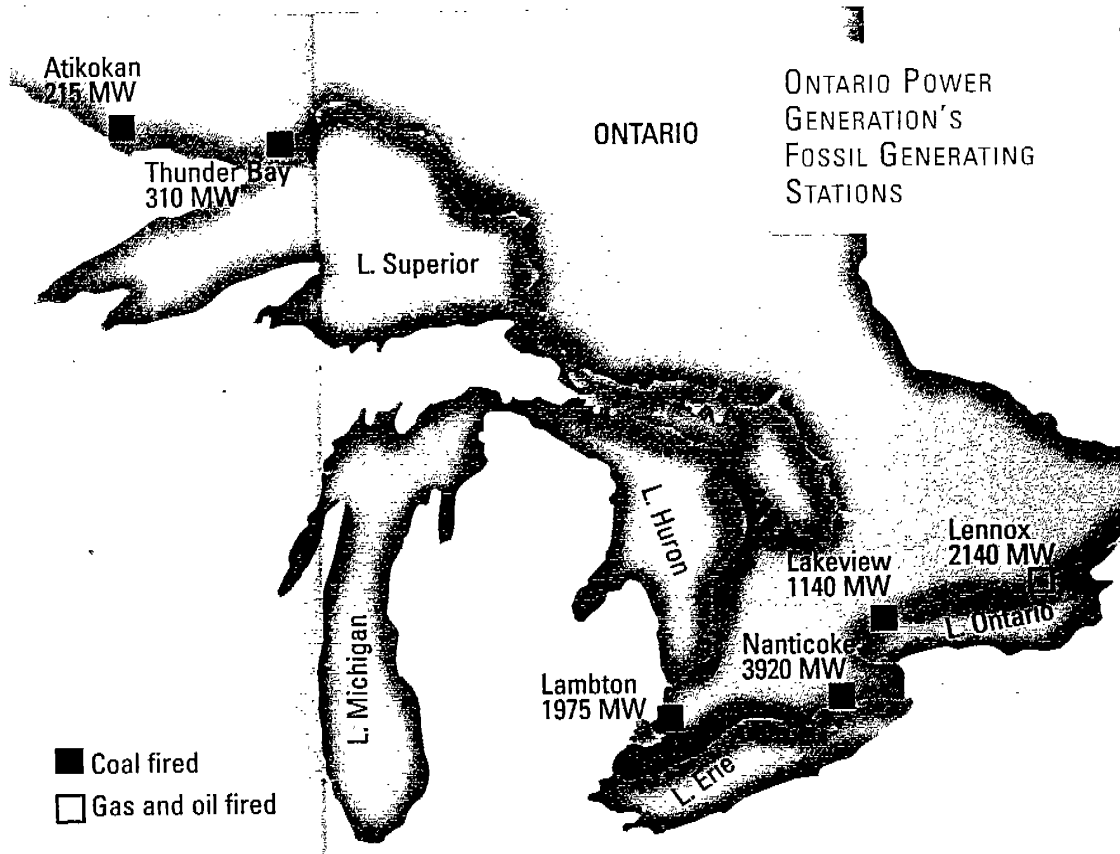 Atikokan
215 MW
Thunder Bay
310 MW
ONTARIO
ONTARIO POWER
GENERATION'S
FOSSIL GENERATING
STATIONS
L. Superior
L. Huron
L. Michigan
Lennox
2140 MW
Lakeview
1140 MW
L. Ontario
Nanticoke
3920 MW
Lambton
1975 MW
L. Erie
Coal fired
Gas and oil fired